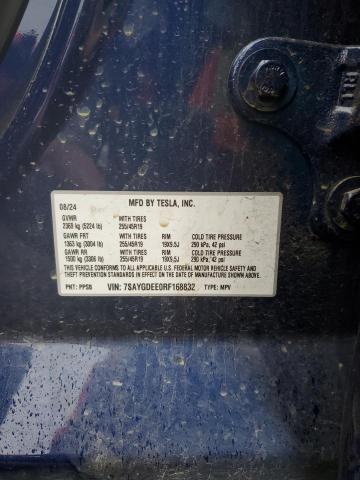 08/24 MFD BY TESLA, INC.
GVWR WITH TIRES
2369 kg (5224 lb) 255/45R19
GAWR FRT WITH TIRES RIM COLD TIRE PRESSURE
1363 kg (3004 lb) 255/45R19 19X9.5J 290 kPa, 42 psi
GAWR RR WITH TIRES RIM COLD TIRE PRESSURE
1500 kg (3306 lb) 255/45R19 19X9.5J 290 kPa, 42 psi
THIS VEHICLE CONFORMS TO ALL APPLICABLE
U.S. FEDERAL MOTOR VEHICLE SAFETY AND
THEFT PREVENTION STANDARDS IN EFFECT ON THE DATE
OF MANUFACTURE SHOWN ABOVE.
PNT: PPSB VIN: 7SAYGDEE0RF168832 TYPE: MPV